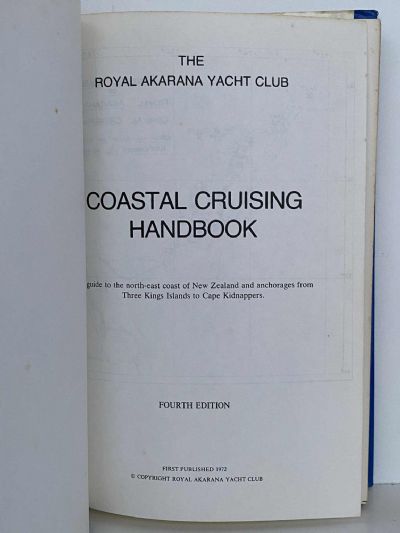 THE
ROYAL AKARANA YACHT CLUB
COASTAL CRUISING
HANDBOOK
guide to the north-east coast of New Zealand and anchorages from
Three Kings Islands to Cape Kidnappers.
FOURTH EDITION
FIRST PUBLISHED 1972
© COPYRIGHT ROYAL AKARANA YACHT CLUB